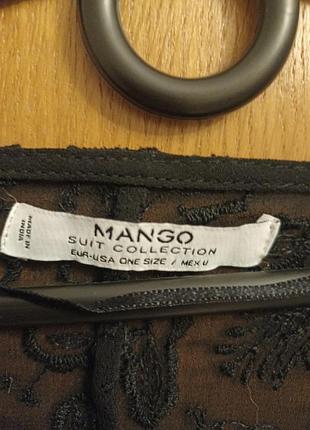 MANGO
SUIT COLLECTION
EUR-USA ONE SIZE / MEX U
MADE IN
INDIA